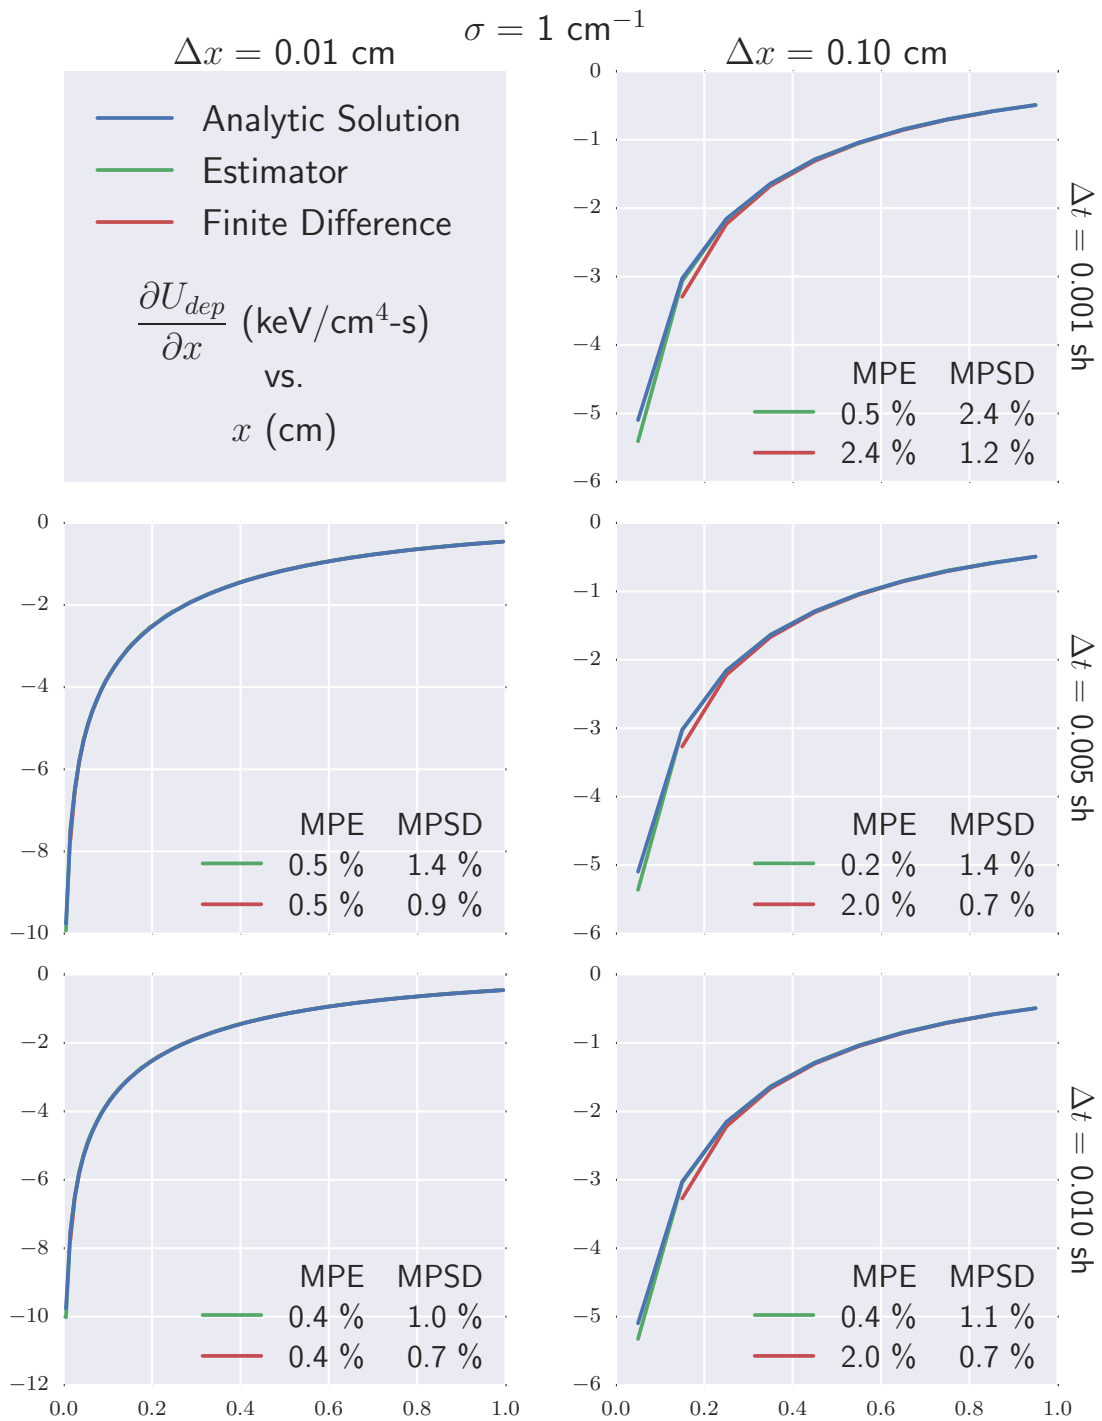 σ = 1 cm⁻¹
Δx = 0.01 cm
Δx = 0.10 cm
Analytic Solution
Estimator
Finite Difference
∂U_dep/∂x (keV/cm⁴-s)
vs.
x (cm)
0
−1
−2
−3
−4
−5
−6
MPE MPSD
0.5 % 2.4 %
2.4 % 1.2 %
Δt = 0.001 sh
0
−2
−4
−6
−8
−10
MPE MPSD
0.5 % 1.4 %
0.5 % 0.9 %
0
−1
−2
−3
−4
−5
−6
MPE MPSD
0.2 % 1.4 %
2.0 % 0.7 %
Δt = 0.005 sh
0
−2
−4
−6
−8
−10
−12
MPE MPSD
0.4 % 1.0 %
0.4 % 0.7 %
0.0 0.2 0.4 0.6 0.8 1.0
0
−1
−2
−3
−4
−5
−6
MPE MPSD
0.4 % 1.1 %
2.0 % 0.7 %
0.0 0.2 0.4 0.6 0.8 1.0
Δt = 0.010 sh